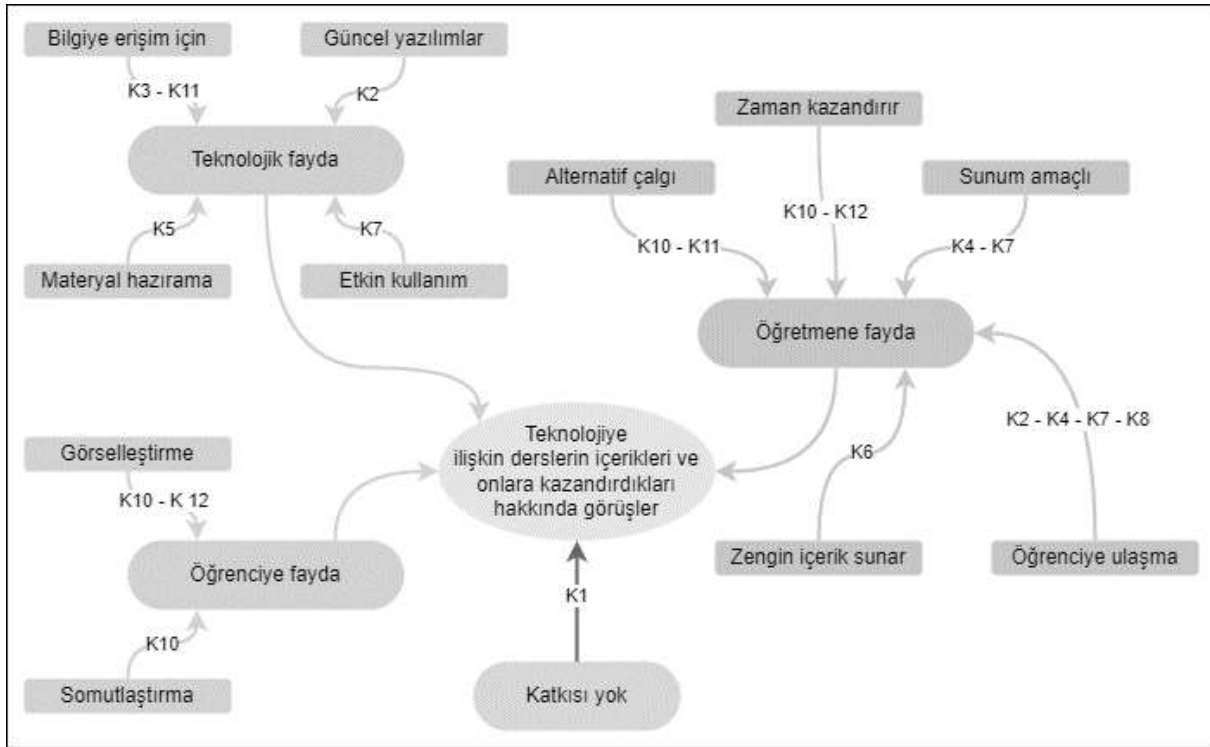 Bilgiye erişim için
Güncel yazılımlar
K3 - K11
K2
Teknolojik fayda
K5
K7
Materyal hazırama
Etkin kullanım
Zaman kazandırır
Alternatif çalgı
Sunum amaçlı
K10 - K12
K10 - K11
K4 - K7
Öğretmene fayda
K2 - K4 - K7 - K8
K6
Zengin içerik sunar
Öğrenciye ulaşma
Teknolojiye
ilişkin derslerin içerikleri ve
onlara kazandırdıkları
hakkında görüşler
Görselleştirme
K10 - K 12
Öğrenciye fayda
K10
Somutlaştırma
K1
Katkısı yok